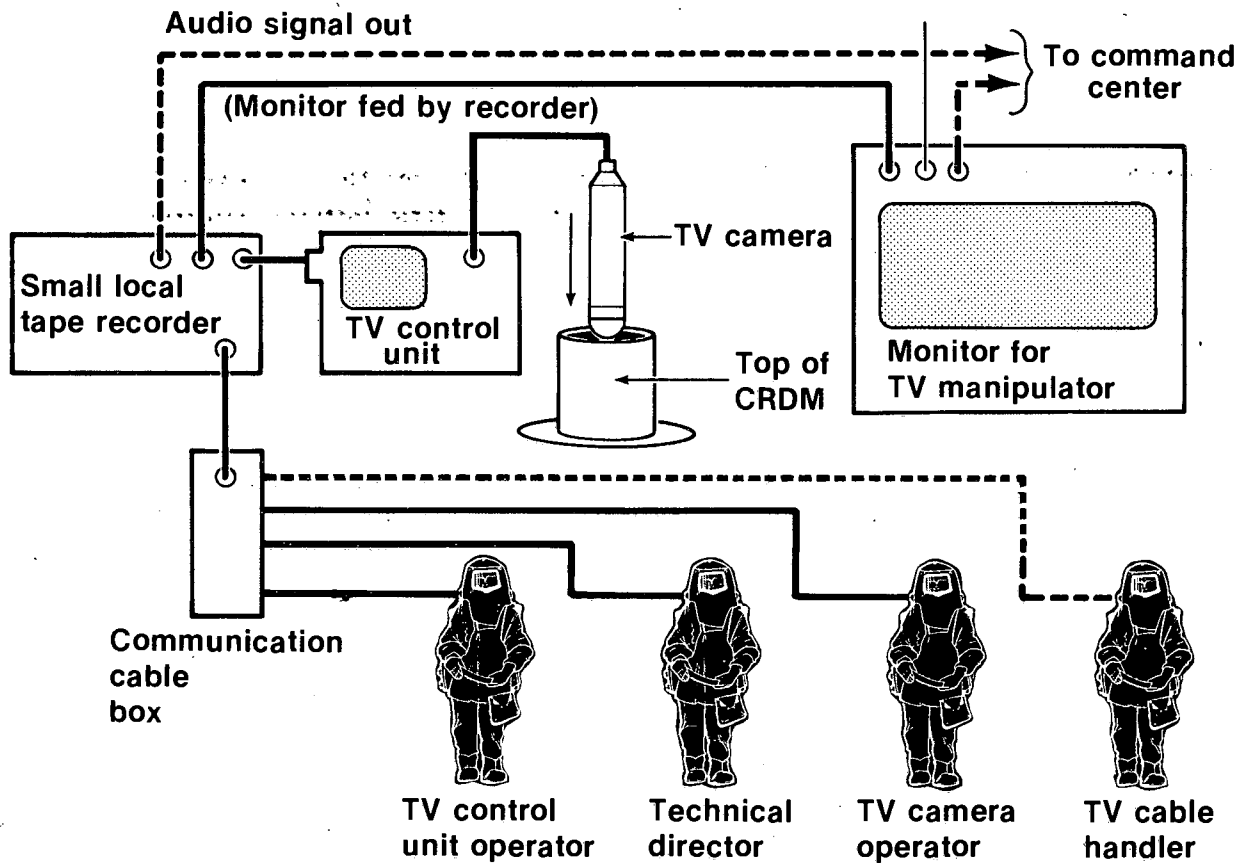 Audio signal out
To command
center
(Monitor fed by recorder)
TV camera
Small local
tape recorder
TV control
unit
Monitor for
TV manipulator
Top of
CRDM
Communication
cable
box
TV control
unit operator
Technical
director
TV camera
operator
TV cable
handler